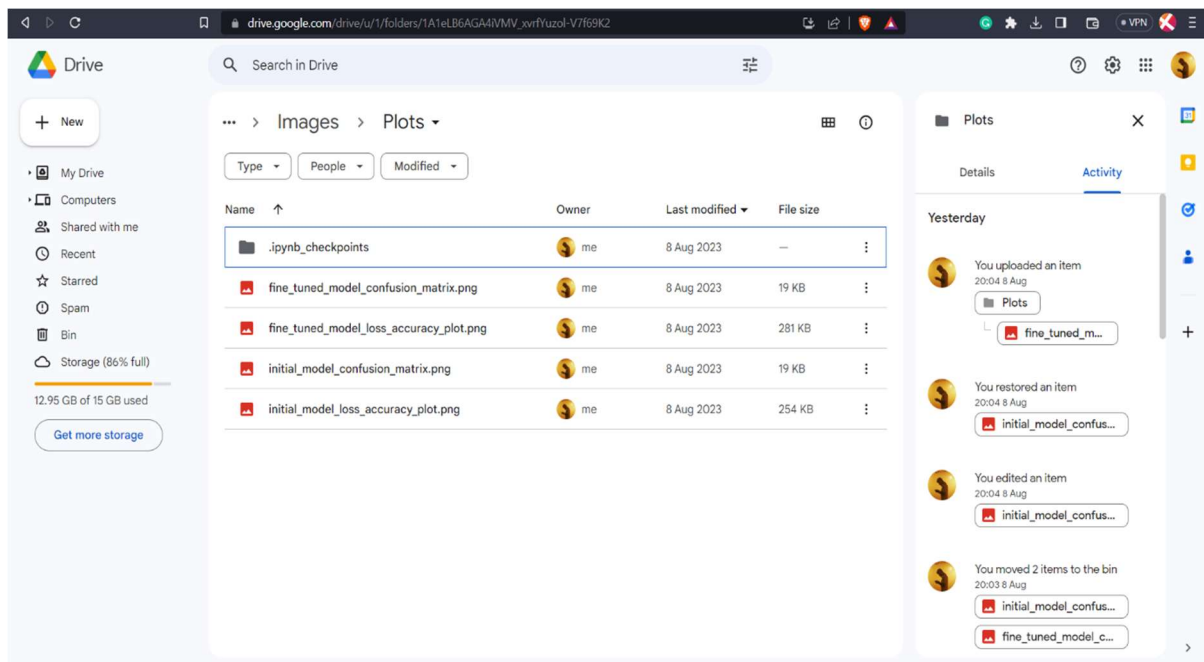 drive.google.com/drive/u/1/folders/1A1eLB6AGA4iVMV_xvrfYuzol-V7f69K2
VPN
Drive
Search in Drive
New
My Drive
Computers
Shared with me
Recent
Starred
Spam
Bin
Storage (86% full)
12.95 GB of 15 GB used
Get more storage
... > Images > Plots
Type People Modified
Name Owner Last modified File size
.ipynb_checkpoints me 8 Aug 2023 —
fine_tuned_model_confusion_matrix.png me 8 Aug 2023 19 KB
fine_tuned_model_loss_accuracy_plot.png me 8 Aug 2023 281 KB
initial_model_confusion_matrix.png me 8 Aug 2023 19 KB
initial_model_loss_accuracy_plot.png me 8 Aug 2023 254 KB
Plots
Details Activity
Yesterday
You uploaded an item
20:04 8 Aug
Plots
fine_tuned_m...
You restored an item
20:04 8 Aug
initial_model_confus...
You edited an item
20:04 8 Aug
initial_model_confus...
You moved 2 items to the bin
20:03 8 Aug
initial_model_confus...
fine_tuned_model_c...
31